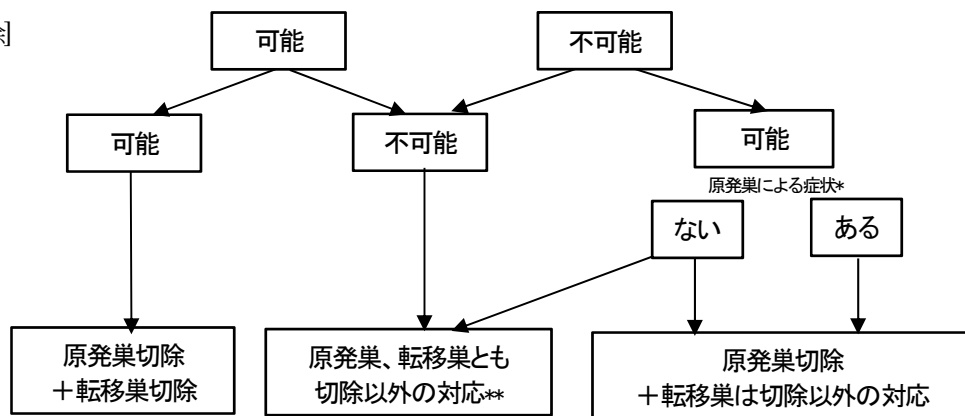 可能
不可能
可能
不可能
可能
原発巣による症状*
ない
ある
原発巣切除
＋転移巣切除
原発巣、転移巣とも
切除以外の対応**
原発巣切除
＋転移巣は切除以外の対応